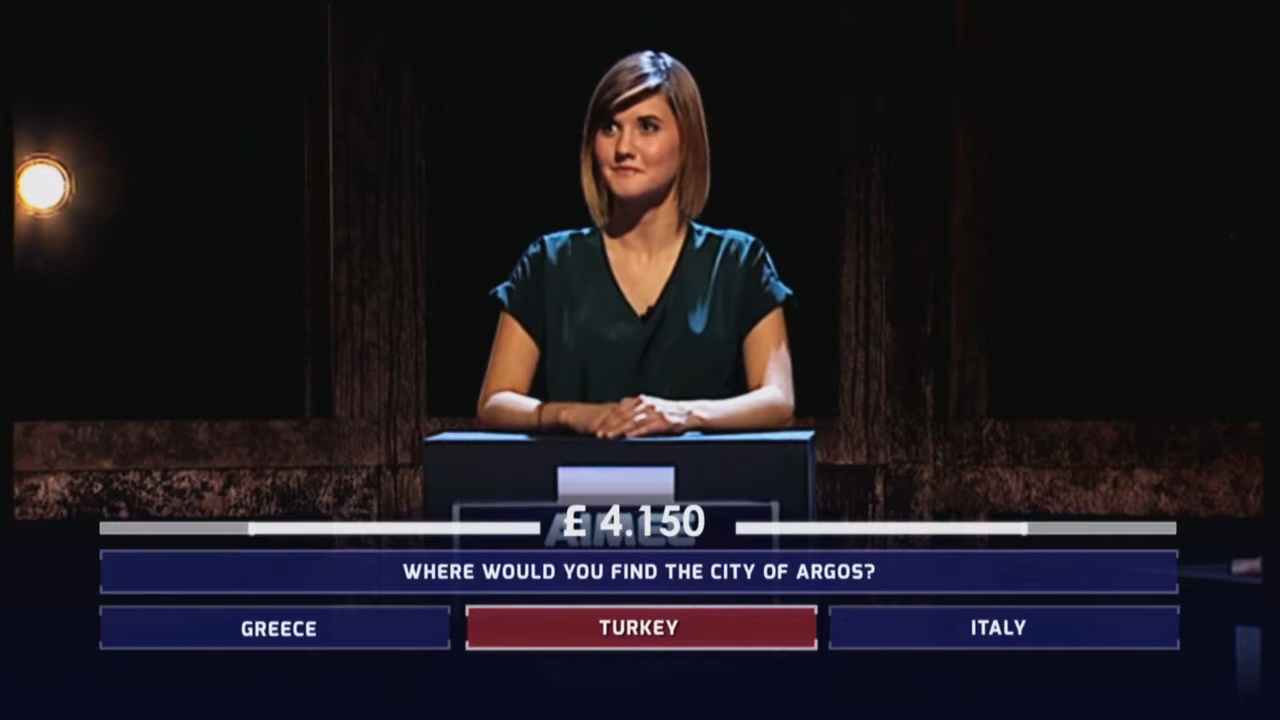 £ 4.150
WHERE WOULD YOU FIND THE CITY OF ARGOS?
GREECE
TURKEY
ITALY